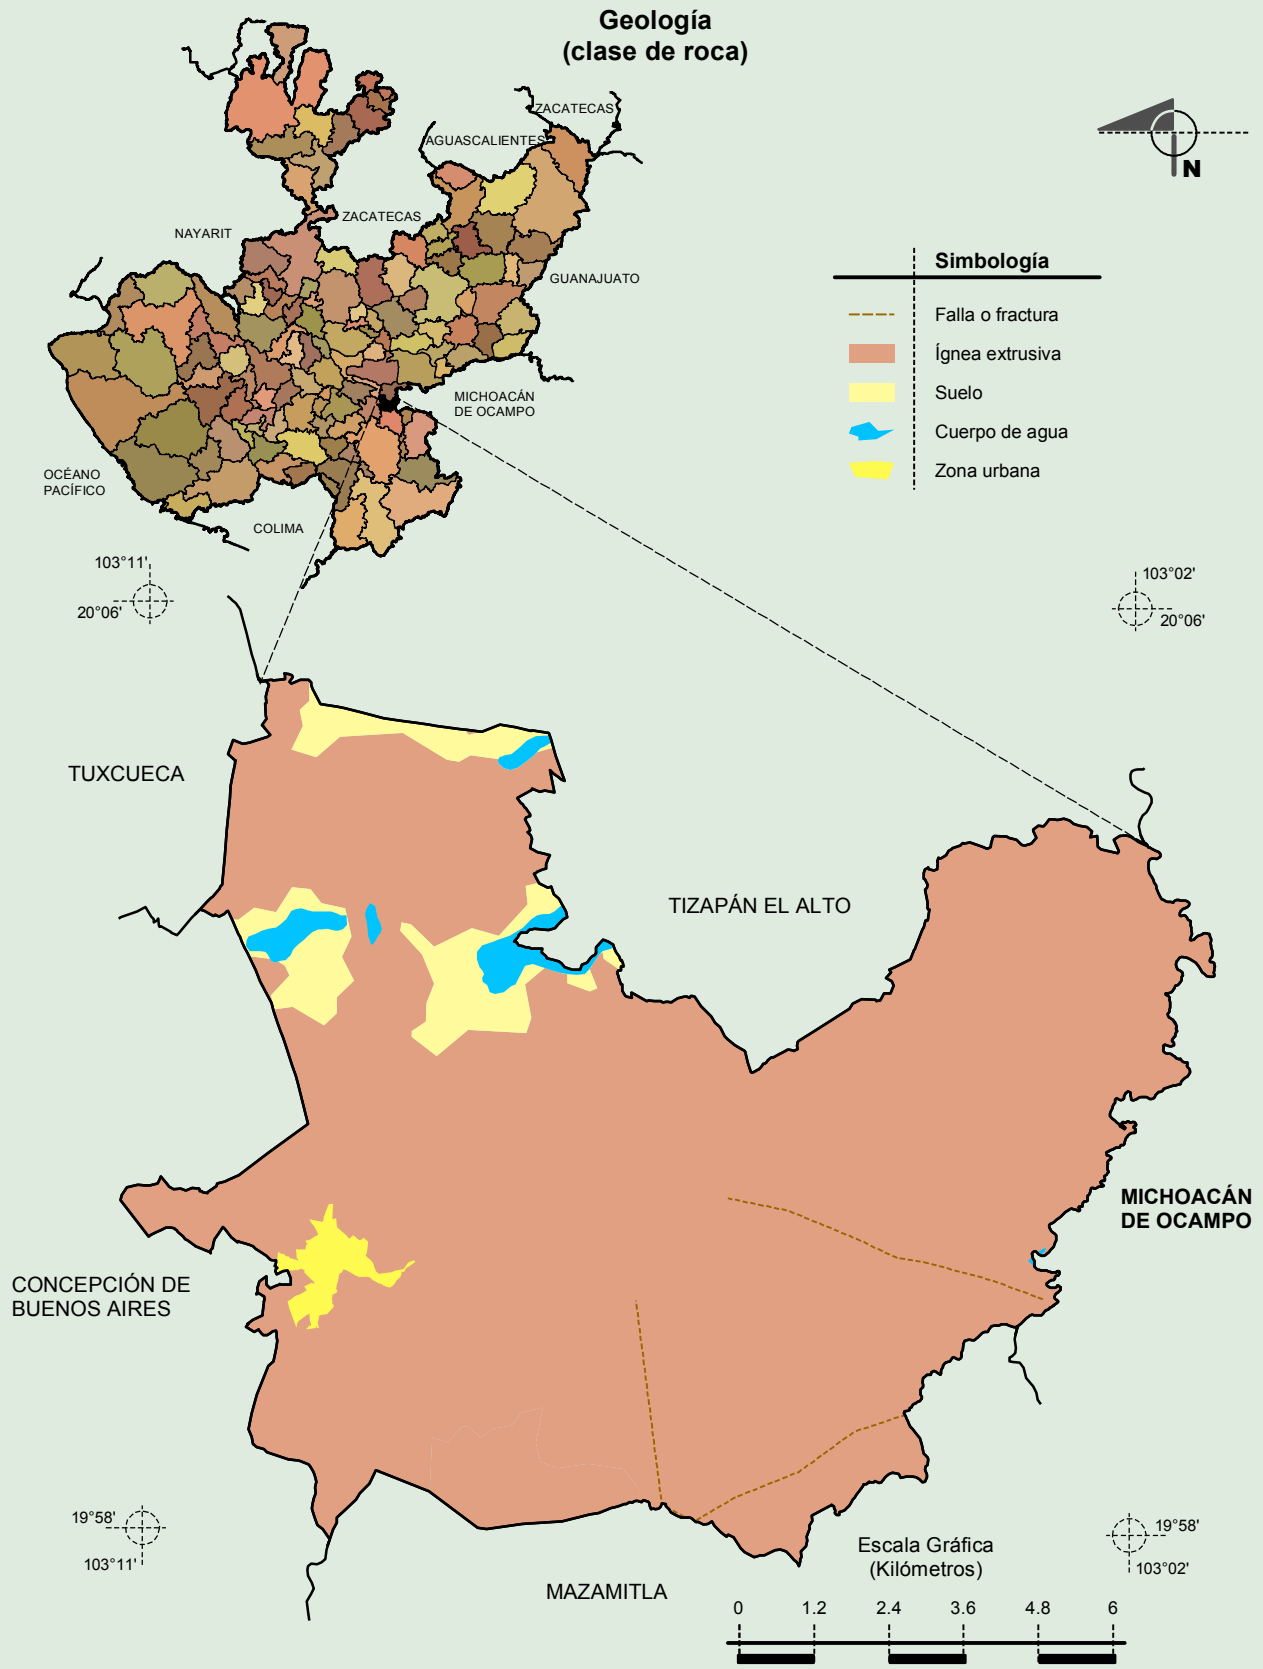 Geología
(clase de roca)
ZACATECAS
AGUASCALIENTES
ZACATECAS
NAYARIT
GUANAJUATO
MICHOACÁN
DE OCAMPO
OCÉANO
PACÍFICO
COLIMA
N
Simbología
Falla o fractura
Ígnea extrusiva
Suelo
Cuerpo de agua
Zona urbana
103°11'
20°06'
103°02'
20°06'
TUXCUECA
TIZAPÁN EL ALTO
MICHOACÁN
DE OCAMPO
CONCEPCIÓN DE
BUENOS AIRES
19°58'
103°11'
MAZAMITLA
19°58'
103°02'
Escala Gráfica
(Kilómetros)
0 1.2 2.4 3.6 4.8 6